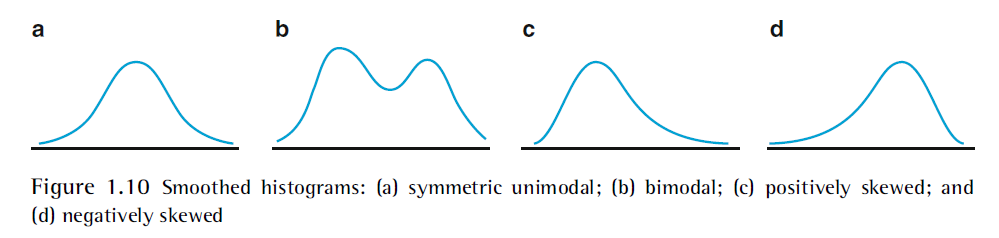 a b c d
Figure 1.10 Smoothed histograms: (a) symmetric unimodal; (b) bimodal; (c) positively skewed; and
(d) negatively skewed